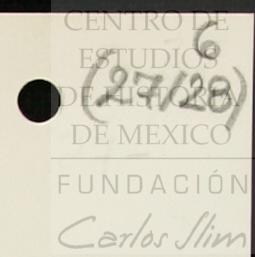 CENTRO DE
6
ESTUDIOS
(27/28)
DE HISTORIA
DE MEXICO
FUNDACIÓN
Carlos Slim